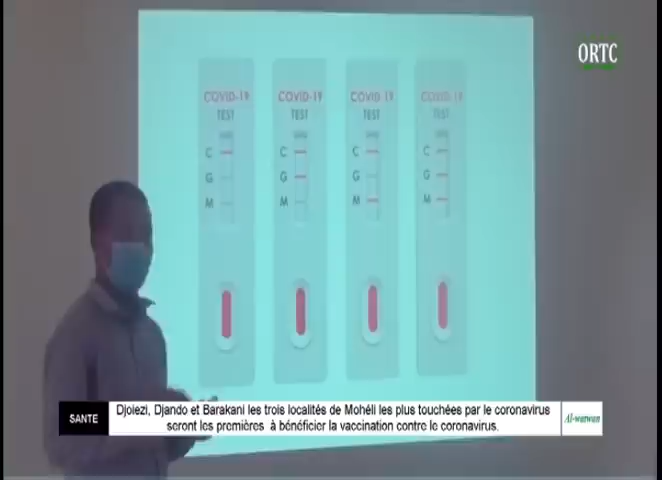 ORTC
COVID-19 COVID-19 COVID-19 COVID-19
TEST TEST TEST TEST
C C C C
G G G G
M M M M
SANTE
Djoiezi, Djando et Barakani les trois localités de Mohéli les plus touchées par le coronavirus
seront les premières à bénéficier la vaccination contre le coronavirus.
Al-watwan